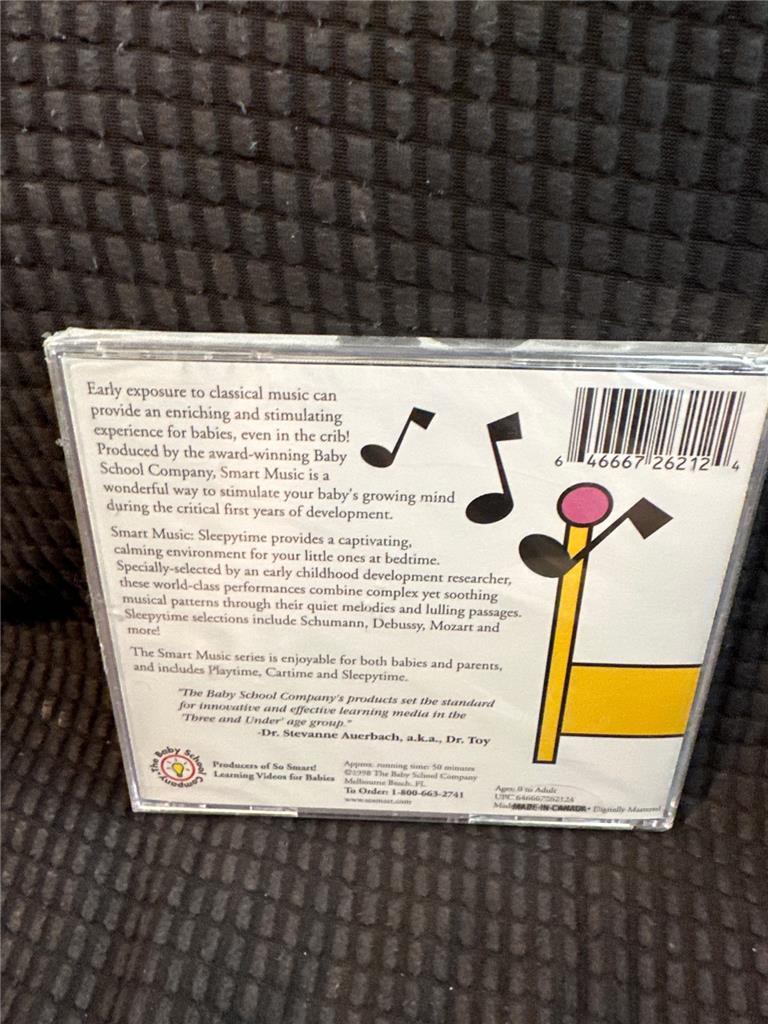 Early exposure to classical music can
provide an enriching and stimulating
experience for babies, even in the crib!
Produced by the award-winning Baby
School Company, Smart Music is a
wonderful way to stimulate your baby's growing mind
during the critical first years of development.
Smart Music: Sleepytime provides a captivating,
calming environment for your little ones at bedtime.
Specially-selected by an early childhood development researcher,
these world-class performances combine complex yet soothing
musical patterns through their quiet melodies and lulling passages.
Sleepytime selections include Schumann, Debussy, Mozart and
more!
The Smart Music series is enjoyable for both babies and parents,
and includes Playtime, Cartime and Sleepytime.
"The Baby School Company's products set the standard
for innovative and effective learning media in the
'Three and Under' age group."
-Dr. Stevanne Auerbach, a.k.a., Dr. Toy
6 46667 26212 4
The Baby School Company
Producers of So Smart!
Learning Videos for Babies
Approx. running time: 50 minutes
©1998 The Baby School Company
Melbourne Beach, FL
To Order: 1-800-663-2741
www.sosmart.com
Ages: 0 to Adult
UPC 646667262124
MADE IN CANADA • Digitally Mastered